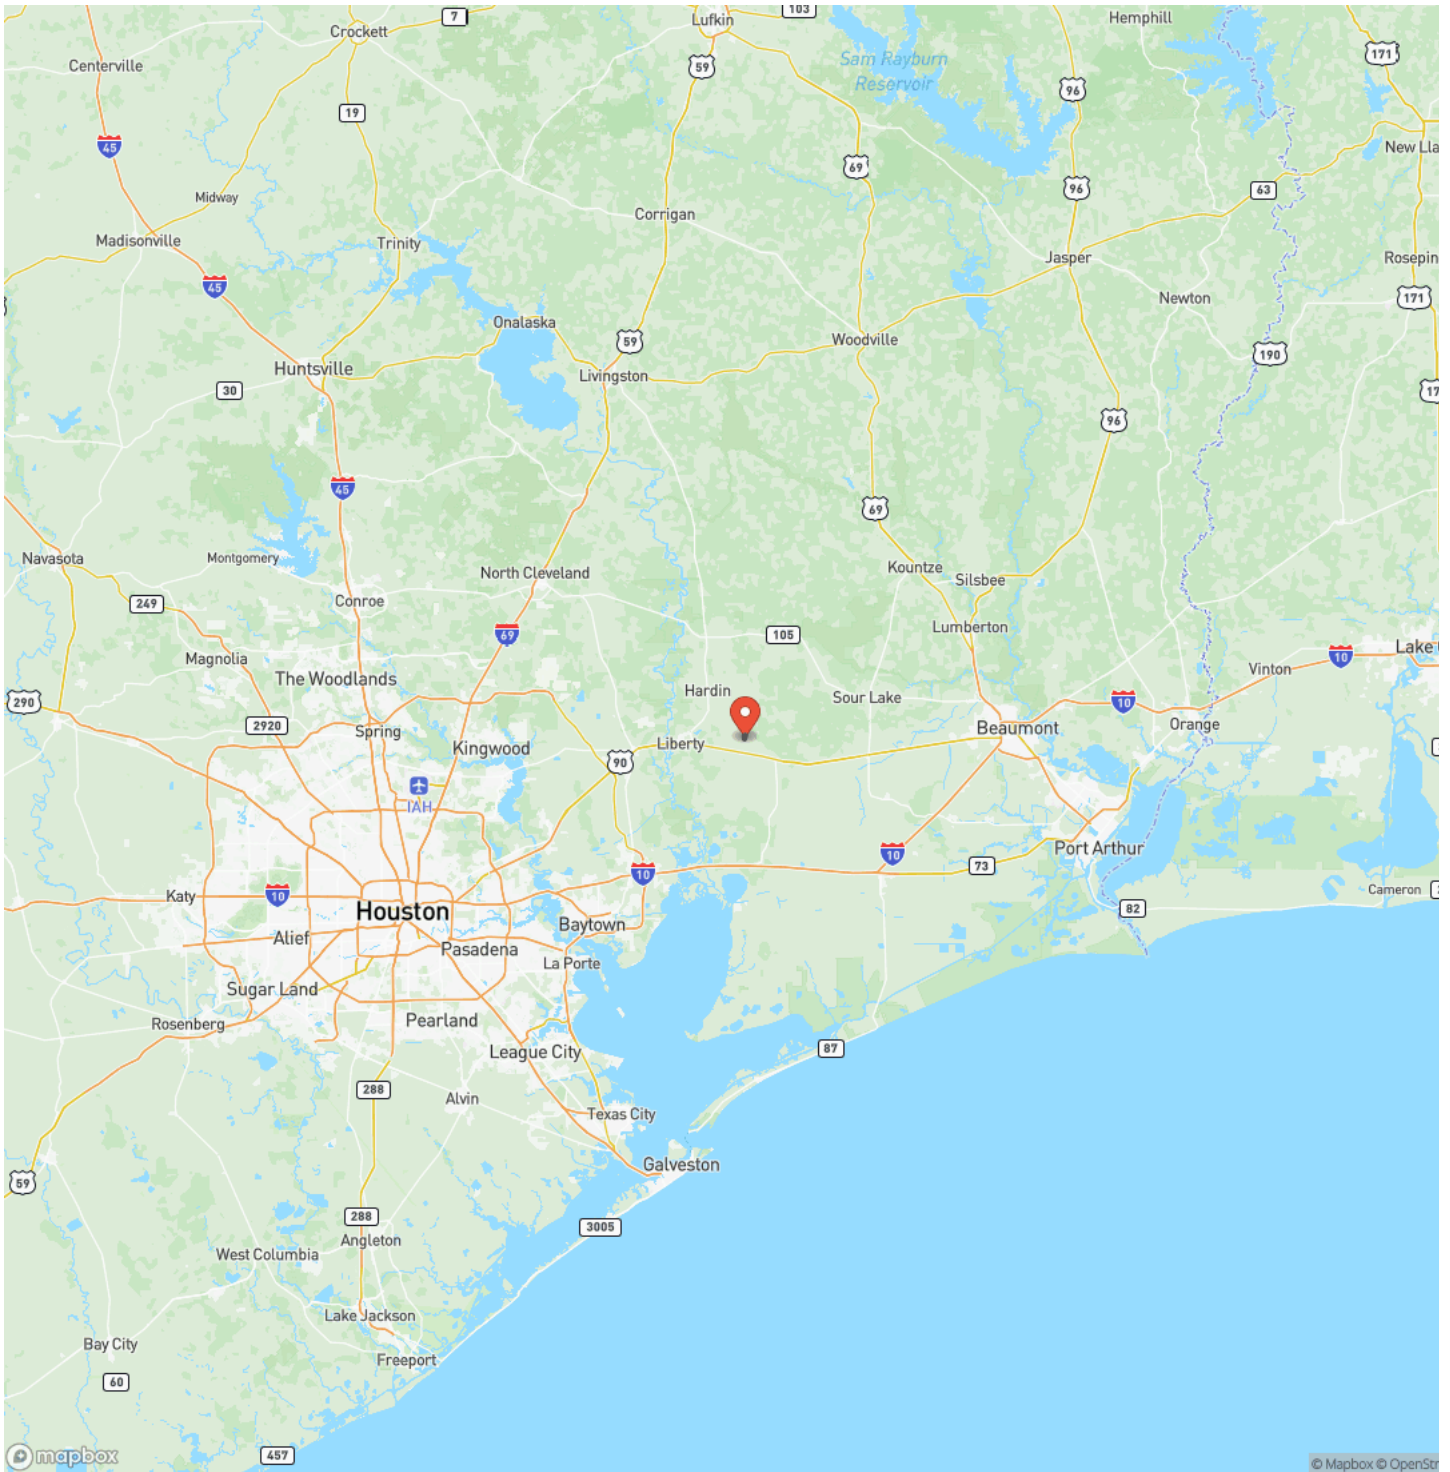 7
Lufkin
103
Hemphill
Crockett
171
Centerville
59
Sam Rayburn
Reservoir
96
19
45
New Lla
69
Midway
96
63
Corrigan
Madisonville
Trinity
Jasper
Rosepin
45
Newton
171
Onalaska
59
Woodville
190
Huntsville
Livingston
30
17
96
45
69
Navasota
Montgomery
North Cleveland
Kountze
Silsbee
Conroe
249
105
69
Lumberton
Magnolia
The Woodlands
10
Lake
Vinton
Hardin
Sour Lake
290
10
2920
Spring
Kingwood
Liberty
Beaumont
Orange
90
IAH
10
10
73
Port Arthur
Katy
10
Cameron
Houston
82
Baytown
Alief
Pasadena
La Porte
Sugar Land
Rosenberg
Pearland
League City
87
288
Alvin
Texas City
Galveston
59
288
3005
Angleton
West Columbia
Lake Jackson
Bay City
Freeport
60
457
mapbox
© Mapbox © OpenStr